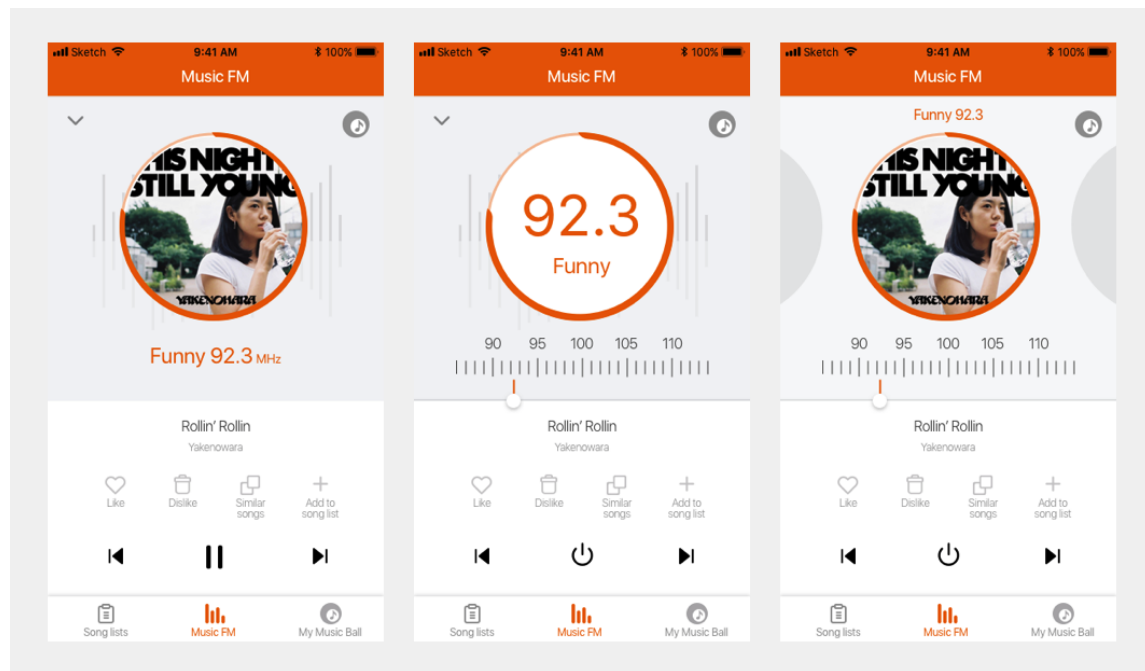 Sketch 9:41 AM 100%
Music FM
HIS NIGHT
STILL YOUNG
YAKENOHARA
Funny 92.3 MHz
Rollin' Rollin
Yakenowara
Like Dislike Similar songs Add to song list
Song lists Music FM My Music Ball
Sketch 9:41 AM 100%
Music FM
92.3
Funny
90 95 100 105 110
Rollin' Rollin
Yakenowara
Like Dislike Similar songs Add to song list
Song lists Music FM My Music Ball
Sketch 9:41 AM 100%
Music FM
Funny 92.3
HIS NIGHT
STILL YOUNG
YAKENOHARA
90 95 100 105 110
Rollin' Rollin
Yakenowara
Like Dislike Similar songs Add to song list
Song lists Music FM My Music Ball